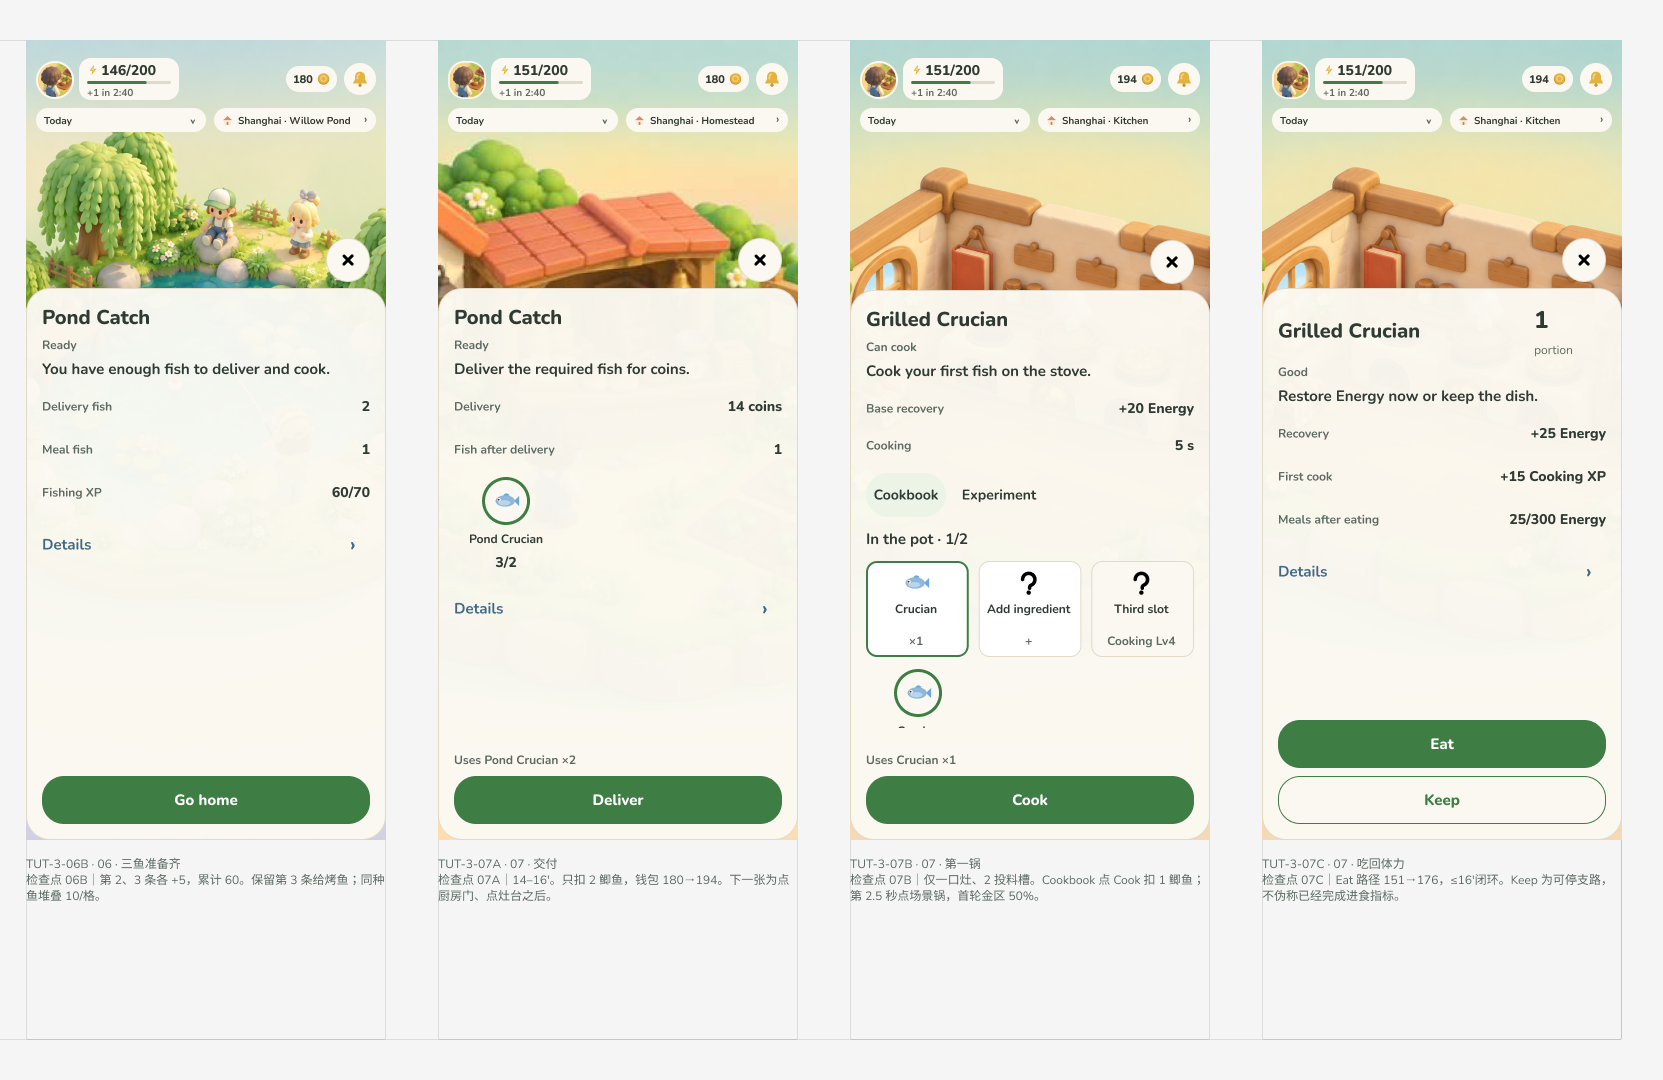 146/200
+1 in 2:40
180
Today
Shanghai · Willow Pond
Pond Catch
Ready
You have enough fish to deliver and cook.
Delivery fish
2
Meal fish
1
Fishing XP
60/70
Details
Go home
TUT-3-06B · 06 · 三鱼准备齐
检查点 06B｜第 2、3 条各 +5，累计 60。保留第 3 条给烤鱼；同种
鱼堆叠 10/格。
151/200
+1 in 2:40
180
Today
Shanghai · Homestead
Pond Catch
Ready
Deliver the required fish for coins.
Delivery
14 coins
Fish after delivery
1
Pond Crucian
3/2
Details
Uses Pond Crucian ×2
Deliver
TUT-3-07A · 07 · 交付
检查点 07A｜14–16'。只扣 2 鲫鱼，钱包 180→194。下一张为点
厨房门、点灶台之后。
151/200
+1 in 2:40
194
Today
Shanghai · Kitchen
Grilled Crucian
Can cook
Cook your first fish on the stove.
Base recovery
+20 Energy
Cooking
5 s
Cookbook
Experiment
In the pot · 1/2
Crucian
×1
Add ingredient
+
Third slot
Cooking Lv4
Uses Crucian ×1
Cook
TUT-3-07B · 07 · 第一锅
检查点 07B｜仅一口灶、2 投料槽。Cookbook 点 Cook 扣 1 鲫鱼；
第 2.5 秒点场景锅，首轮金区 50%。
151/200
+1 in 2:40
194
Today
Shanghai · Kitchen
Grilled Crucian
1
portion
Good
Restore Energy now or keep the dish.
Recovery
+25 Energy
First cook
+15 Cooking XP
Meals after eating
25/300 Energy
Details
Eat
Keep
TUT-3-07C · 07 · 吃回体力
检查点 07C｜Eat 路径 151→176，≤16'闭环。Keep 为可停支路，
不伪称已经完成进食指标。